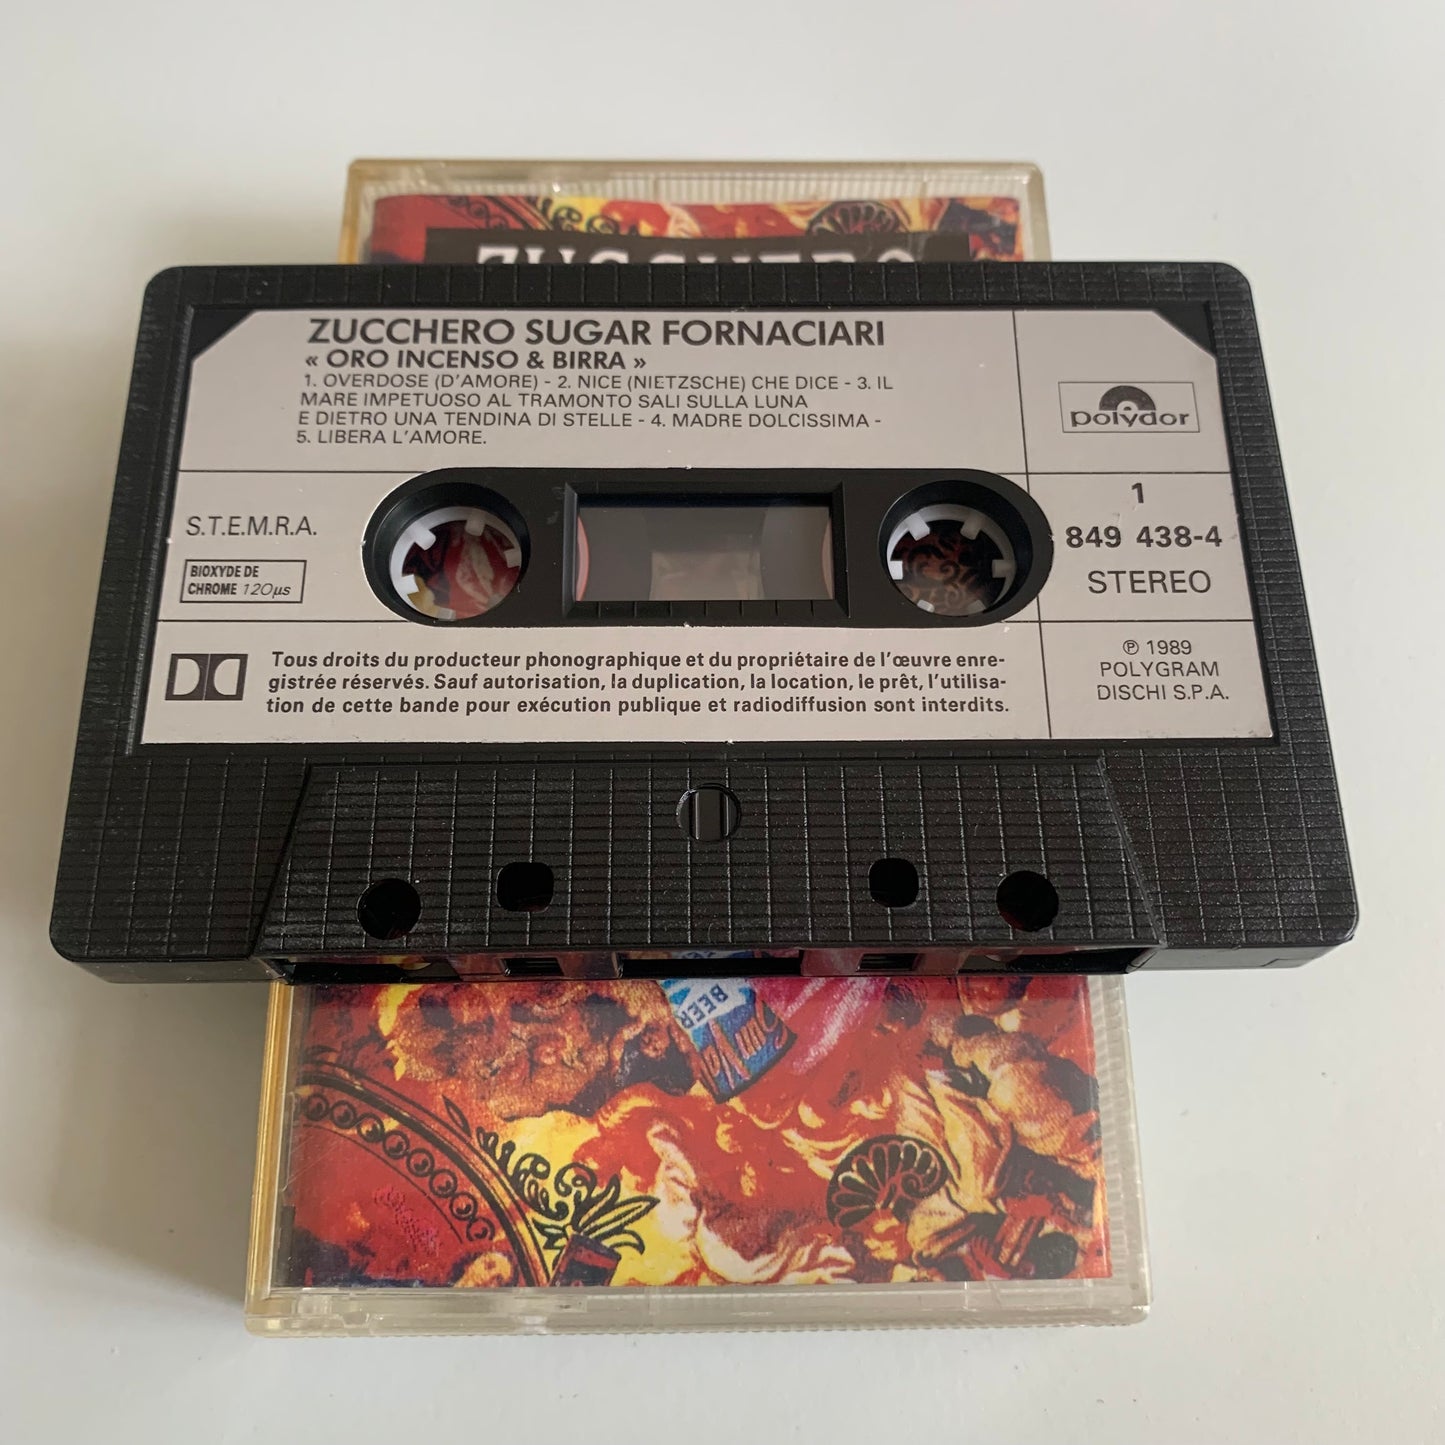 ZUCCHERO
ZUCCHERO SUGAR FORNACIARI
« ORO INCENSO & BIRRA »
1. OVERDOSE (D'AMORE) - 2. NICE (NIETZSCHE) CHE DICE - 3. IL
MARE IMPETUOSO AL TRAMONTO SALI SULLA LUNA
E DIETRO UNA TENDINA DI STELLE - 4. MADRE DOLCISSIMA -
5. LIBERA L'AMORE.
polydor
S.T.E.M.R.A.
BIOXYDE DE
CHROME 120µs
1
849 438-4
STEREO
Tous droits du producteur phonographique et du propriétaire de l'œuvre enre-
gistrée réservés. Sauf autorisation, la duplication, la location, le prêt, l'utilisa-
tion de cette bande pour exécution publique et radiodiffusion sont interdits.
℗ 1989
POLYGRAM
DISCHI S.P.A.
BEER